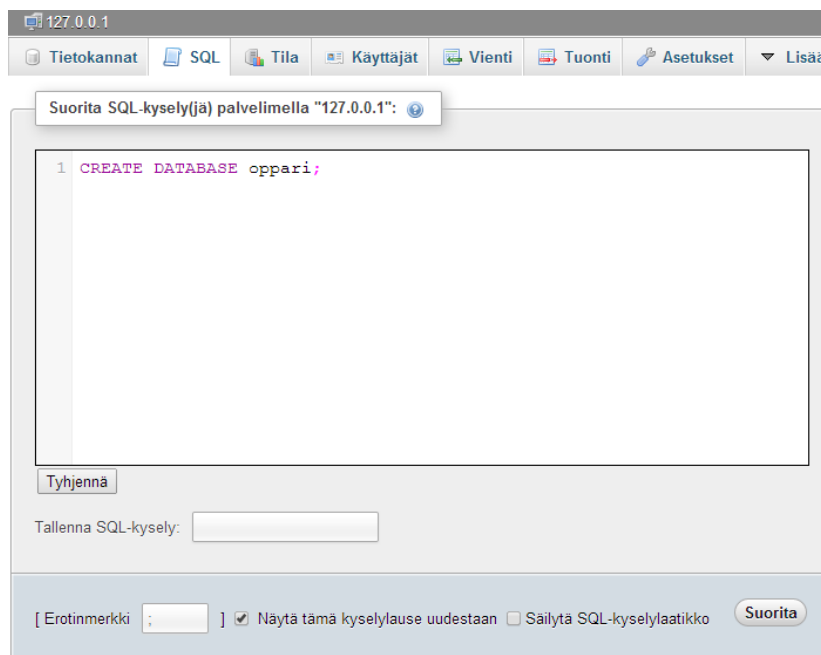 127.0.0.1
Tietokannat SQL Tila Käyttäjät Vienti Tuonti Asetukset Lisää
Suorita SQL-kysely(jä) palvelimella "127.0.0.1":
1 CREATE DATABASE oppari;
Tyhjennä
Tallenna SQL-kysely:
[ Erotinmerkki ; ] Näytä tämä kyselylause uudestaan Säilytä SQL-kyselylaatikko Suorita